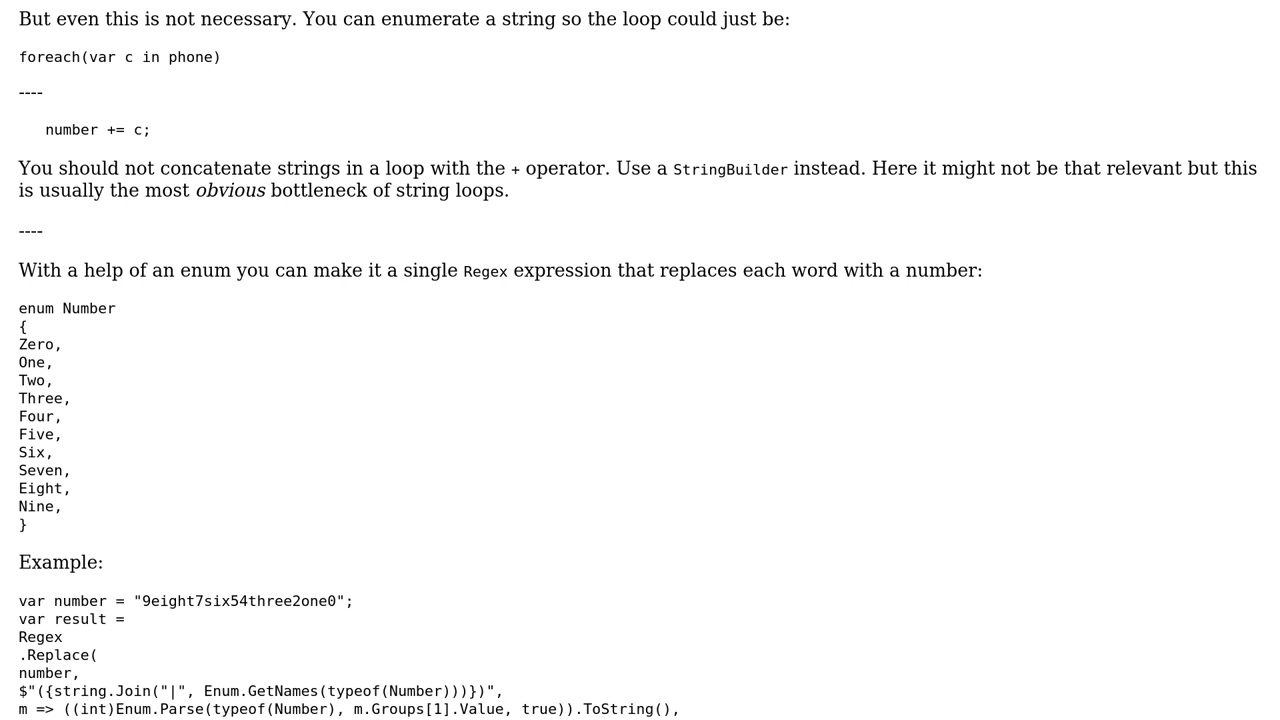 But even this is not necessary. You can enumerate a string so the loop could just be:
foreach(var c in phone)
----
number += c;
You should not concatenate strings in a loop with the + operator. Use a StringBuilder instead. Here it might not be that relevant but this
is usually the most obvious bottleneck of string loops.
----
With a help of an enum you can make it a single Regex expression that replaces each word with a number:
enum Number
{
Zero,
One,
Two,
Three,
Four,
Five,
Six,
Seven,
Eight,
Nine,
}
Example:
var number = "9eight7six54three2one0";
var result =
Regex
.Replace(
number,
$"({string.Join("|", Enum.GetNames(typeof(Number)))})",
m => ((int)Enum.Parse(typeof(Number), m.Groups[1].Value, true)).ToString(),